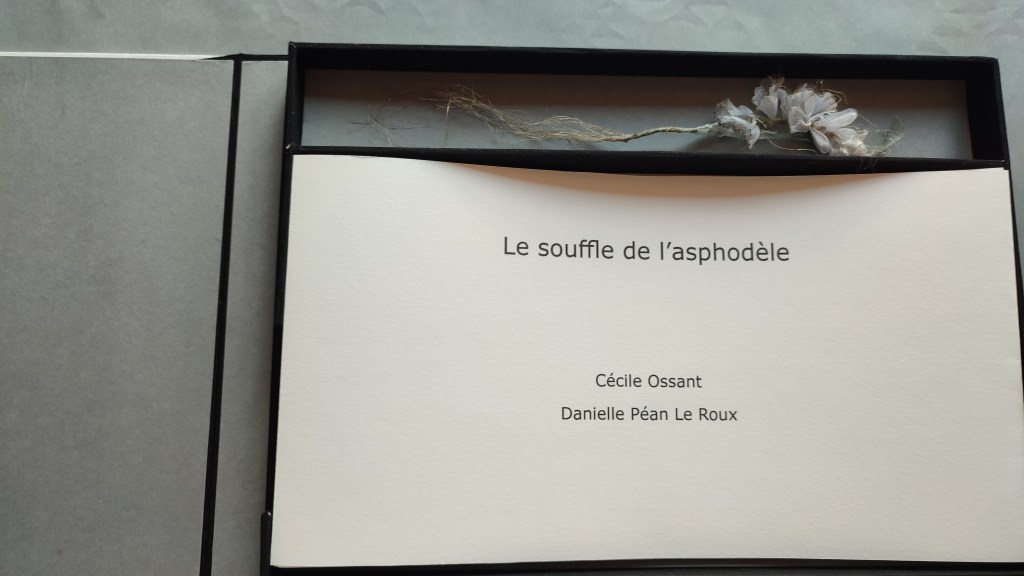 Le souffle de l’asphodèle
Cécile Ossant
Danielle Péan Le Roux